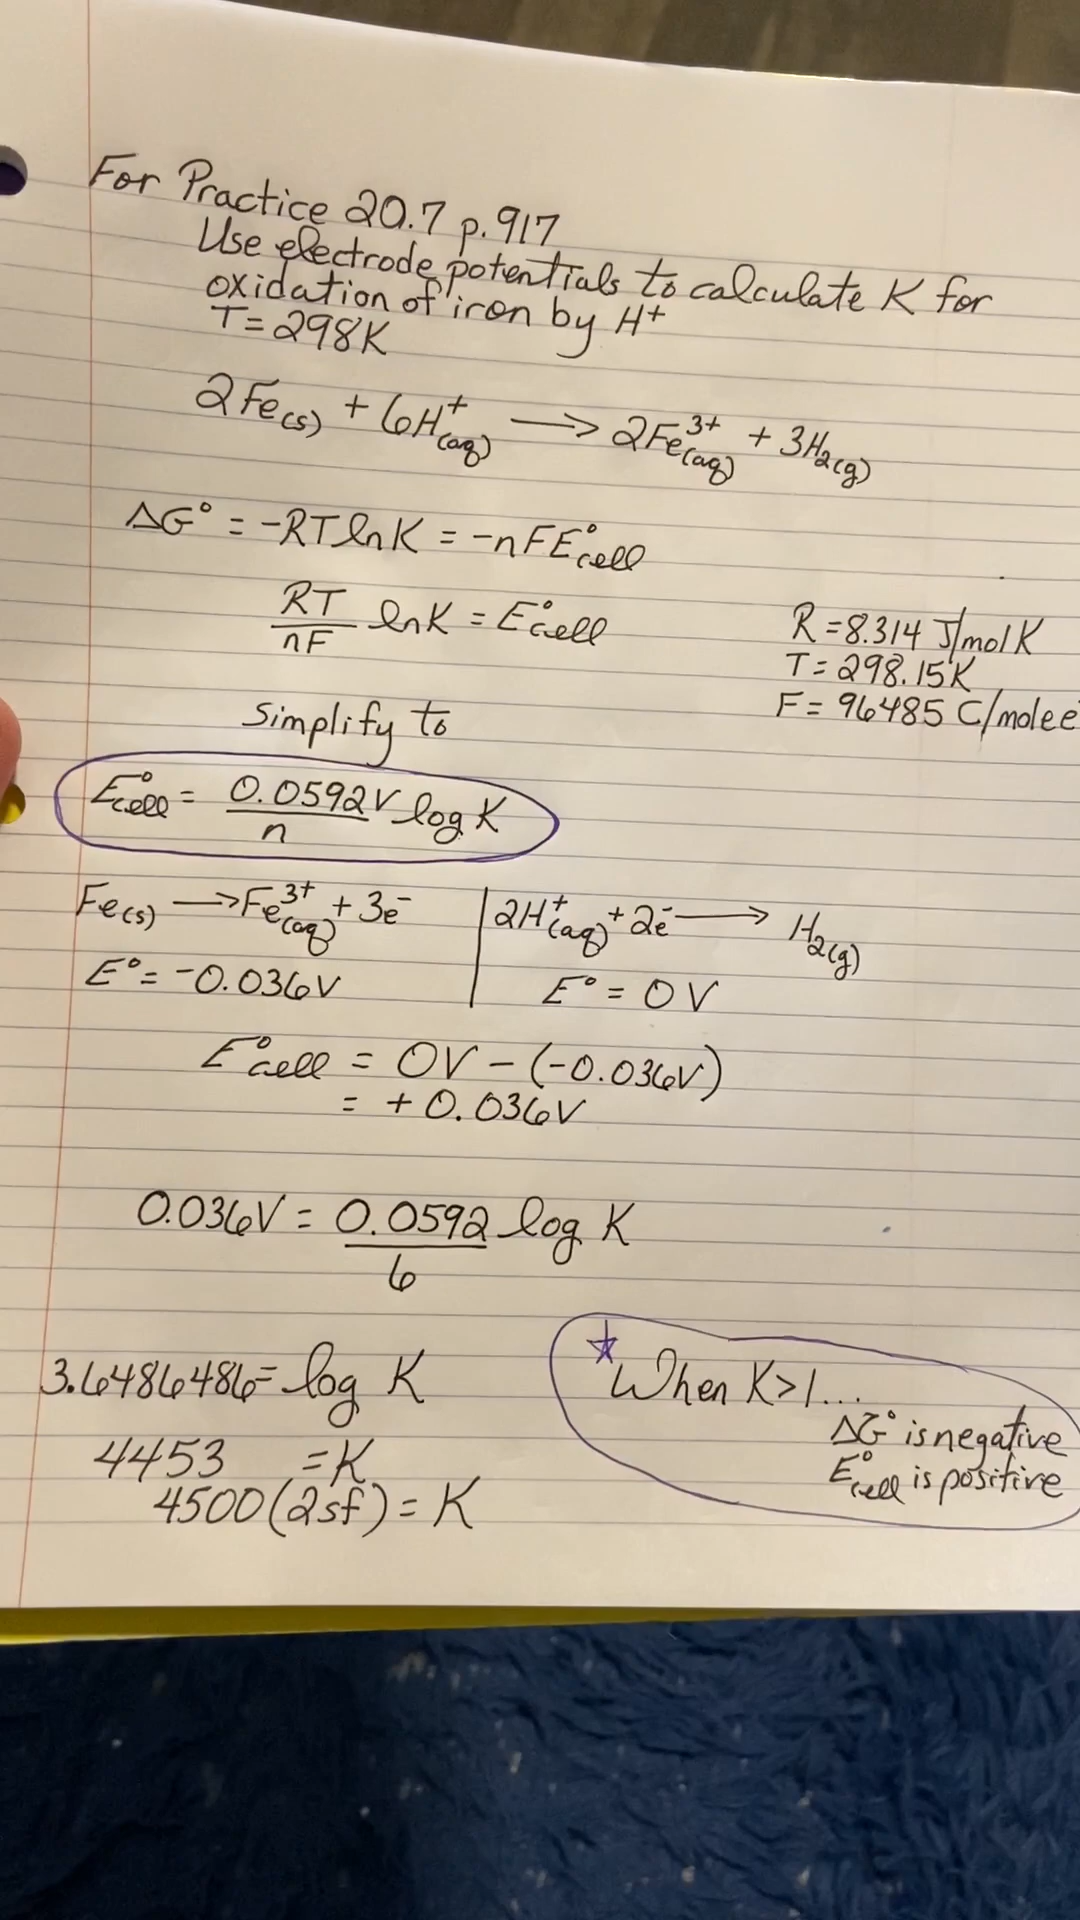 For Practice 20.7 p.917
Use electrode potentials to calculate K for
oxidation of iron by H⁺
T = 298K
2Fe(s) + 6H⁺(aq) ⟶ 2Fe³⁺(aq) + 3H₂(g)
ΔG° = -RT lnK = -nFE°cell
RT/nF lnK = E°cell
R = 8.314 J/mol K
T = 298.15K
F = 96485 C/mole e⁻
Simplify to
E°cell = 0.0592V/n log K
Fe(s) ⟶ Fe³⁺(aq) + 3e⁻ | 2H⁺(aq) + 2e⁻ ⟶ H₂(g)
E° = -0.036V | E° = 0V
E°cell = 0V - (-0.036V)
= +0.036V
0.036V = 0.0592/6 log K
3.6486486 = log K
4453 = K
4500 (2sf) = K
☆ When K>1...
ΔG° is negative
E°cell is positive